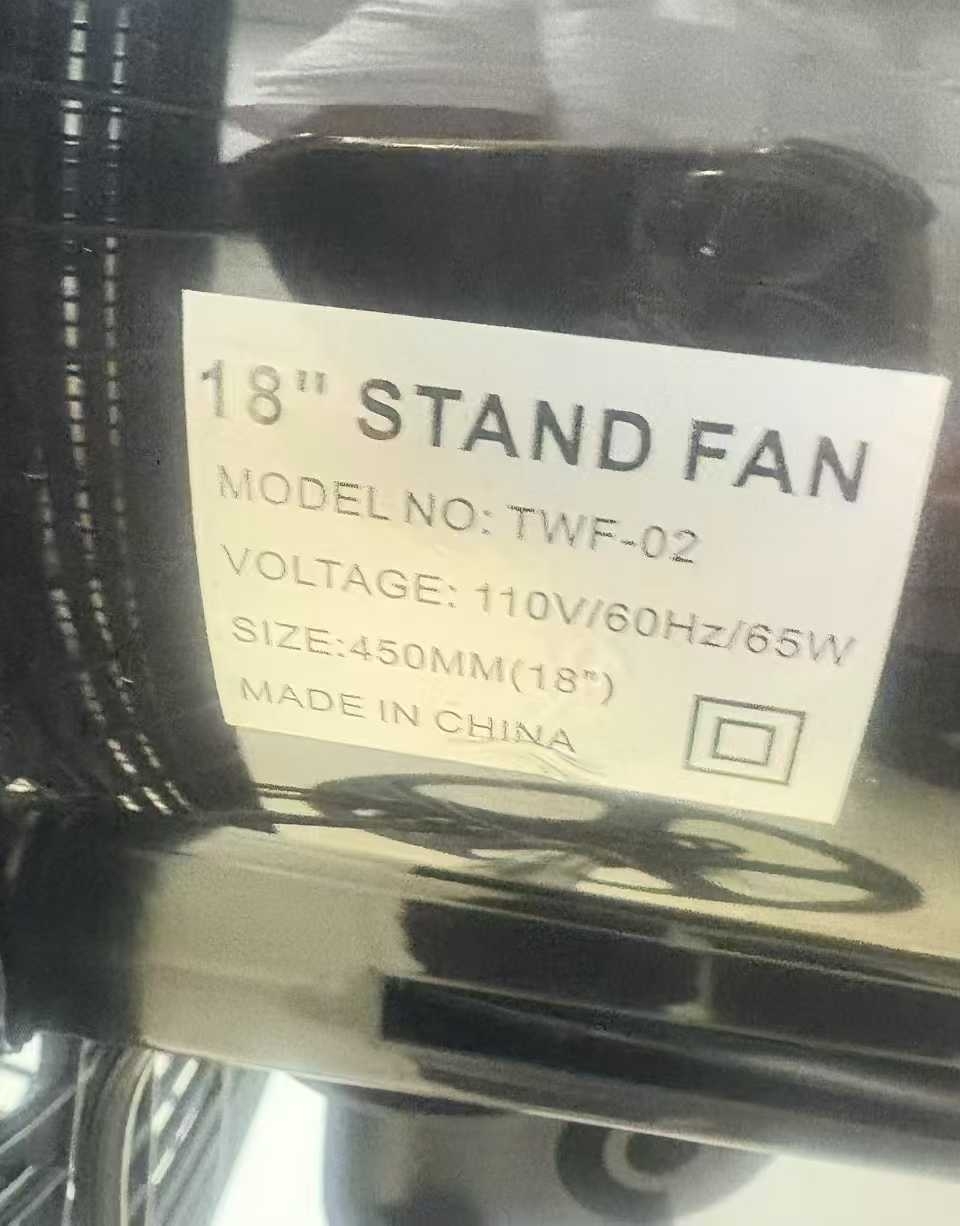 18" STAND FAN
MODEL NO: TWF-02
VOLTAGE: 110V/60Hz/65W
SIZE:450MM(18")
MADE IN CHINA